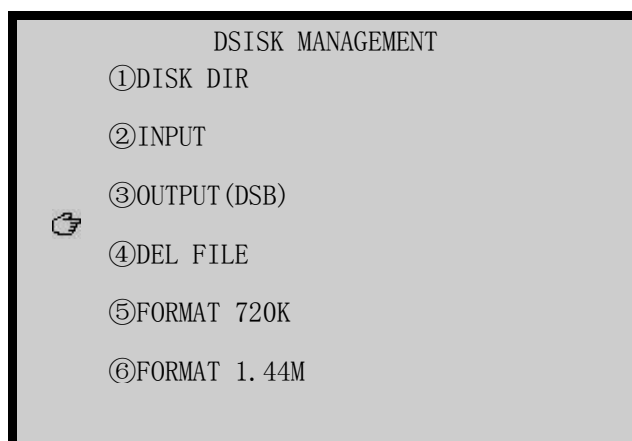 DSISK MANAGEMENT
①DISK DIR
②INPUT
③OUTPUT(DSB)
④DEL FILE
⑤FORMAT 720K
⑥FORMAT 1.44M